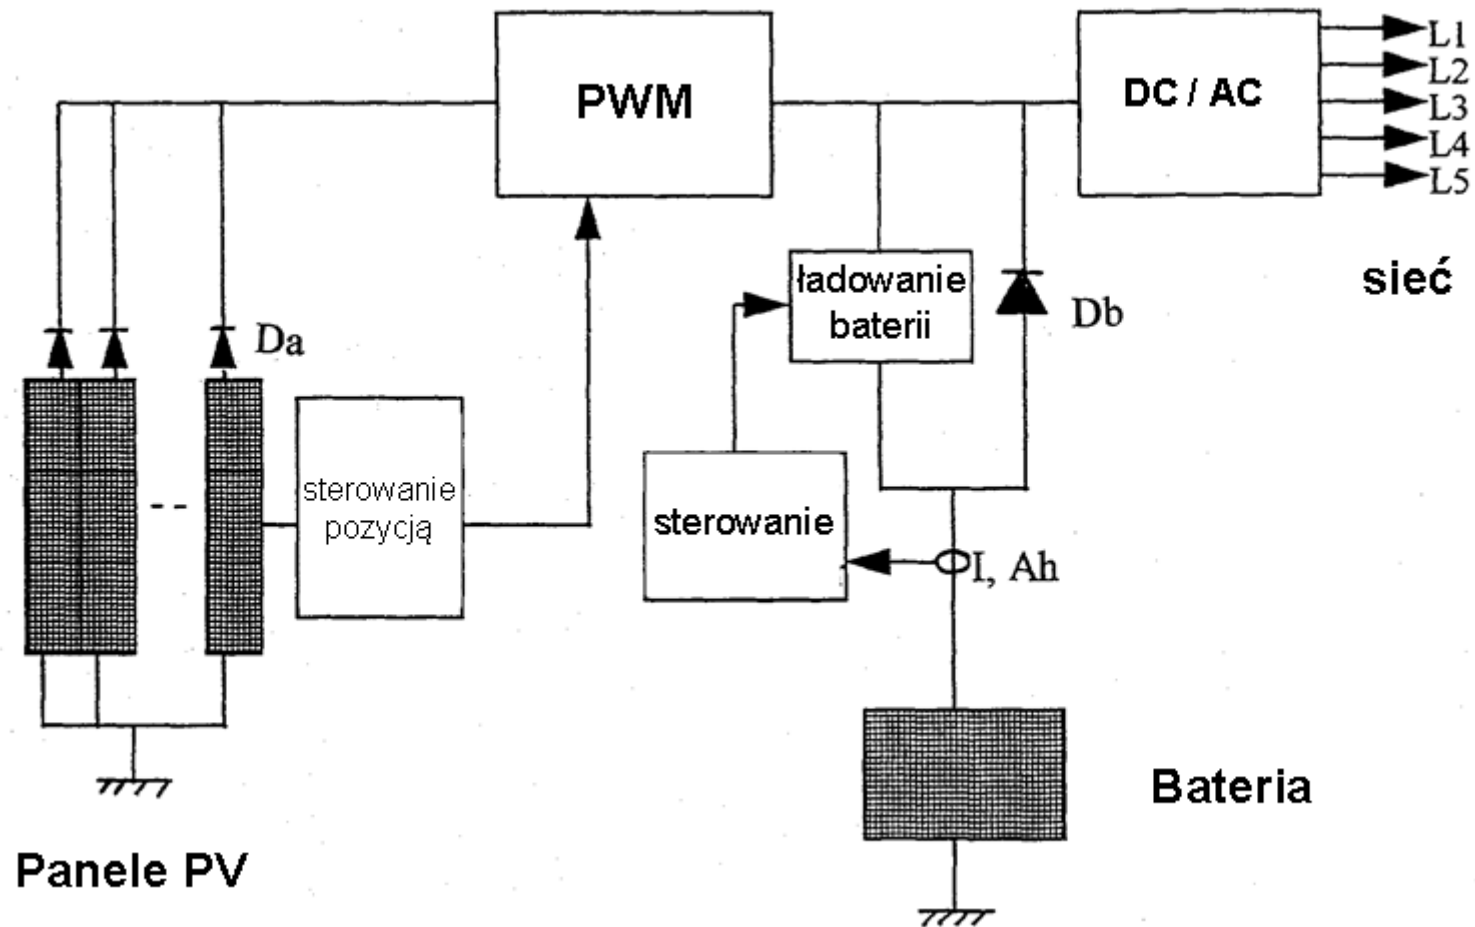 PWM
DC / AC
L1
L2
L3
L4
L5
sieć
ładowanie
baterii
Db
Da
sterowanie
pozycją
sterowanie
I, Ah
Bateria
Panele PV